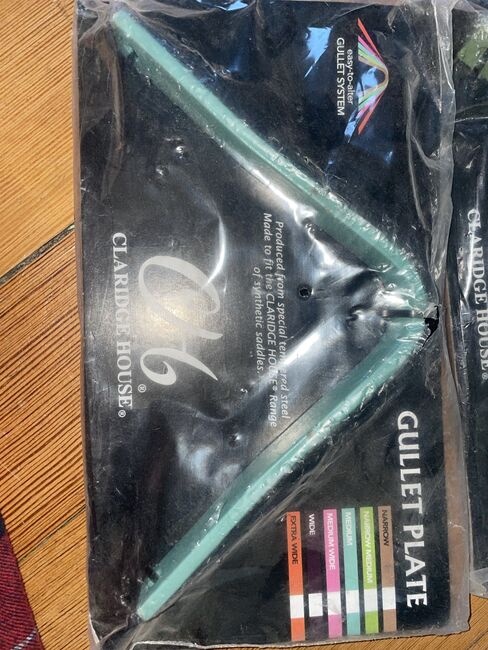 easy-to-alter
GULLET SYSTEM
GULLET PLATE
NARROW
NARROW MEDIUM
MEDIUM
MEDIUM WIDE
WIDE
EXTRA WIDE
Produced from special tempered steel
Made to fit the CLARIDGE HOUSE® Range
of synthetic saddles.
CH®
CLARIDGE HOUSE®
CLARIDGE HOUSE